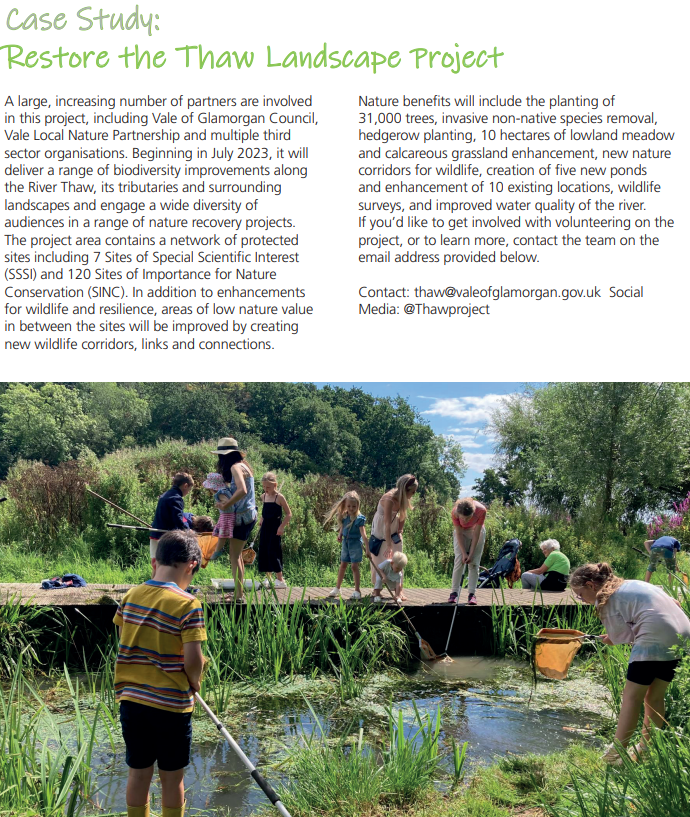 Case Study:
Restore the Thaw Landscape Project
A large, increasing number of partners are involved
in this project, including Vale of Glamorgan Council,
Vale Local Nature Partnership and multiple third
sector organisations. Beginning in July 2023, it will
deliver a range of biodiversity improvements along
the River Thaw, its tributaries and surrounding
landscapes and engage a wide diversity of
audiences in a range of nature recovery projects.
The project area contains a network of protected
sites including 7 Sites of Special Scientific Interest
(SSSI) and 120 Sites of Importance for Nature
Conservation (SINC). In addition to enhancements
for wildlife and resilience, areas of low nature value
in between the sites will be improved by creating
new wildlife corridors, links and connections.
Nature benefits will include the planting of
31,000 trees, invasive non-native species removal,
hedgerow planting, 10 hectares of lowland meadow
and calcareous grassland enhancement, new nature
corridors for wildlife, creation of five new ponds
and enhancement of 10 existing locations, wildlife
surveys, and improved water quality of the river.
If you'd like to get involved with volunteering on the
project, or to learn more, contact the team on the
email address provided below.
Contact: thaw@valeofglamorgan.gov.uk  Social
Media: @Thawproject